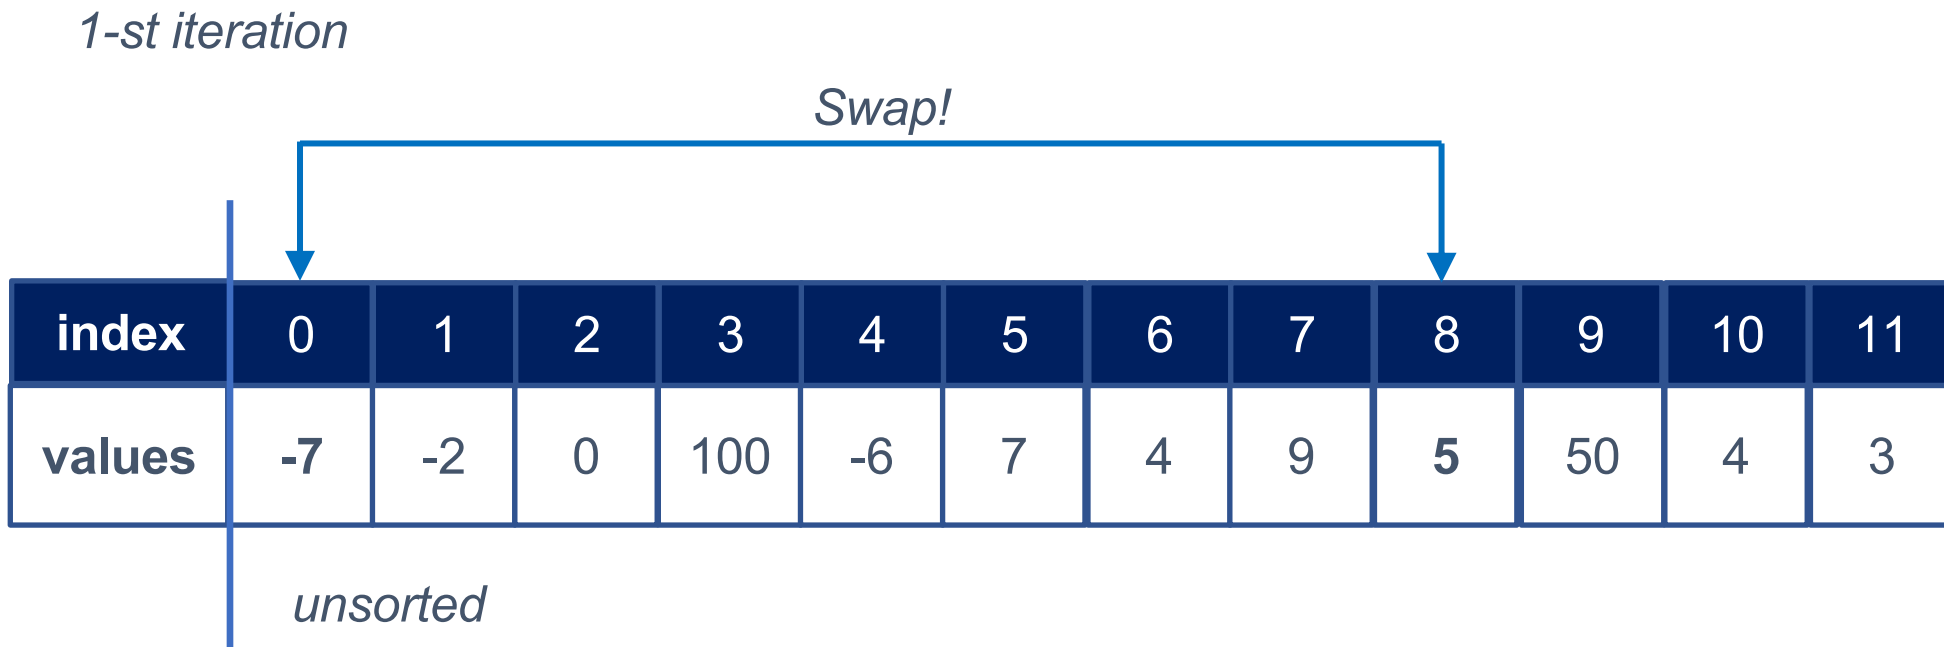 1-st iteration
Swap!
index 0 1 2 3 4 5 6 7 8 9 10 11
values -7 -2 0 100 -6 7 4 9 5 50 4 3
unsorted